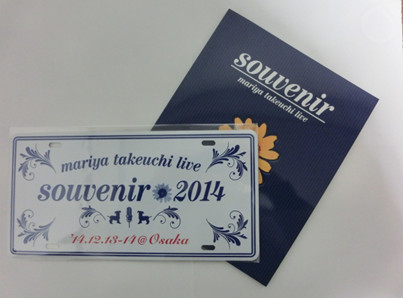 souvenir
mariya takeuchi live
mariya takeuchi live
souvenir 2014
'14.12.13-14@Osaka